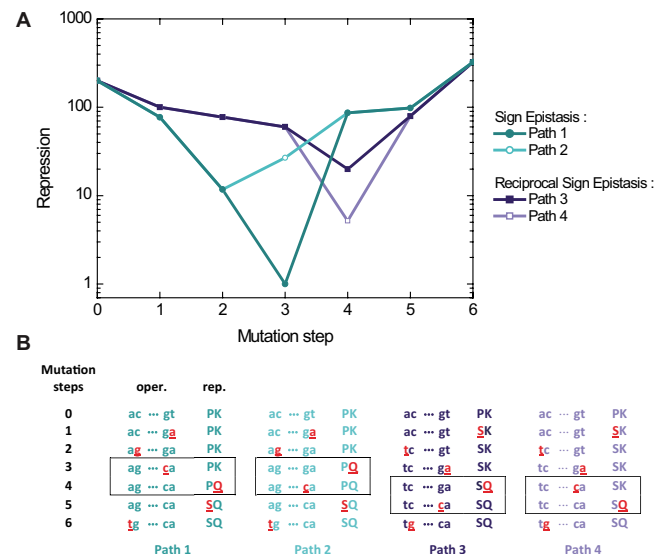 A
1000
100
10
1
Repression
0 1 2 3 4 5 6
Mutation step
Sign Epistasis :
Path 1
Path 2
Reciprocal Sign Epistasis :
Path 3
Path 4
B
Mutation
steps oper. rep.
0 ac ··· gt PK ac ··· gt PK ac ··· gt PK ac ··· gt PK
1 ac ··· ga PK ac ··· ga PK ac ··· gt SK ac ··· gt SK
2 ag ··· ga PK ag ··· ga PK tc ··· gt SK tc ··· gt SK
3 ag ··· ca PK ag ··· ga PQ tc ··· ga SK tc ··· ga SK
4 ag ··· ca PQ ag ··· ca PQ tc ··· ga SQ tc ··· ca SK
5 ag ··· ca SQ ag ··· ca SQ tc ··· ca SQ tc ··· ca SQ
6 tg ··· ca SQ tg ··· ca SQ tg ··· ca SQ tg ··· ca SQ
Path 1 Path 2 Path 3 Path 4